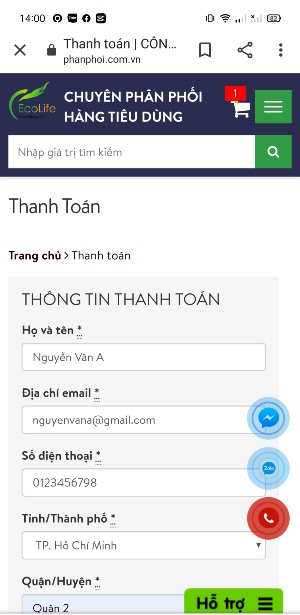 14:00
82
Thanh toán | CÔN...
phanphoi.com.vn
EcoLife
CHUYÊN PHÂN PHỐI
HÀNG TIÊU DÙNG
1
Nhập giá trị tìm kiếm
Thanh Toán
Trang chủ > Thanh toán
THÔNG TIN THANH TOÁN
Họ và tên *
Nguyễn Văn A
Địa chỉ email *
nguyenvana@gmail.com
Số điện thoại *
Zalo
0123456798
Tỉnh/Thành phố *
TP. Hồ Chí Minh
Quận/Huyện *
Quận 2
Hỗ trợ